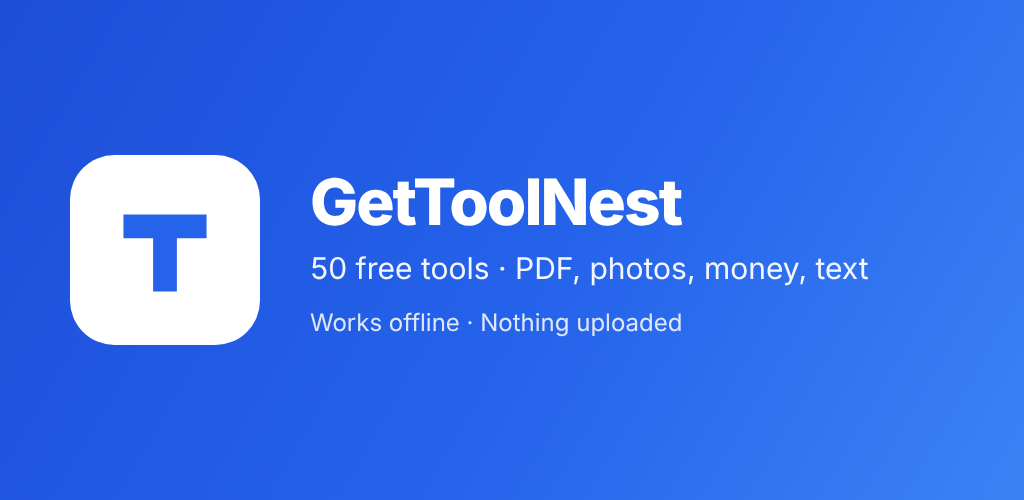 T
GetToolNest
50 free tools · PDF, photos, money, text
Works offline · Nothing uploaded